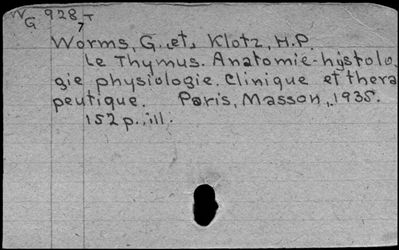 W 928-T
G 7
Worms, G., et, Klotz, H.P.
Le Thymus. Anatomie-histolo
gie physiologie. Clinique et thera
peutique. Paris, Masson, 1935.
152 p., ill: